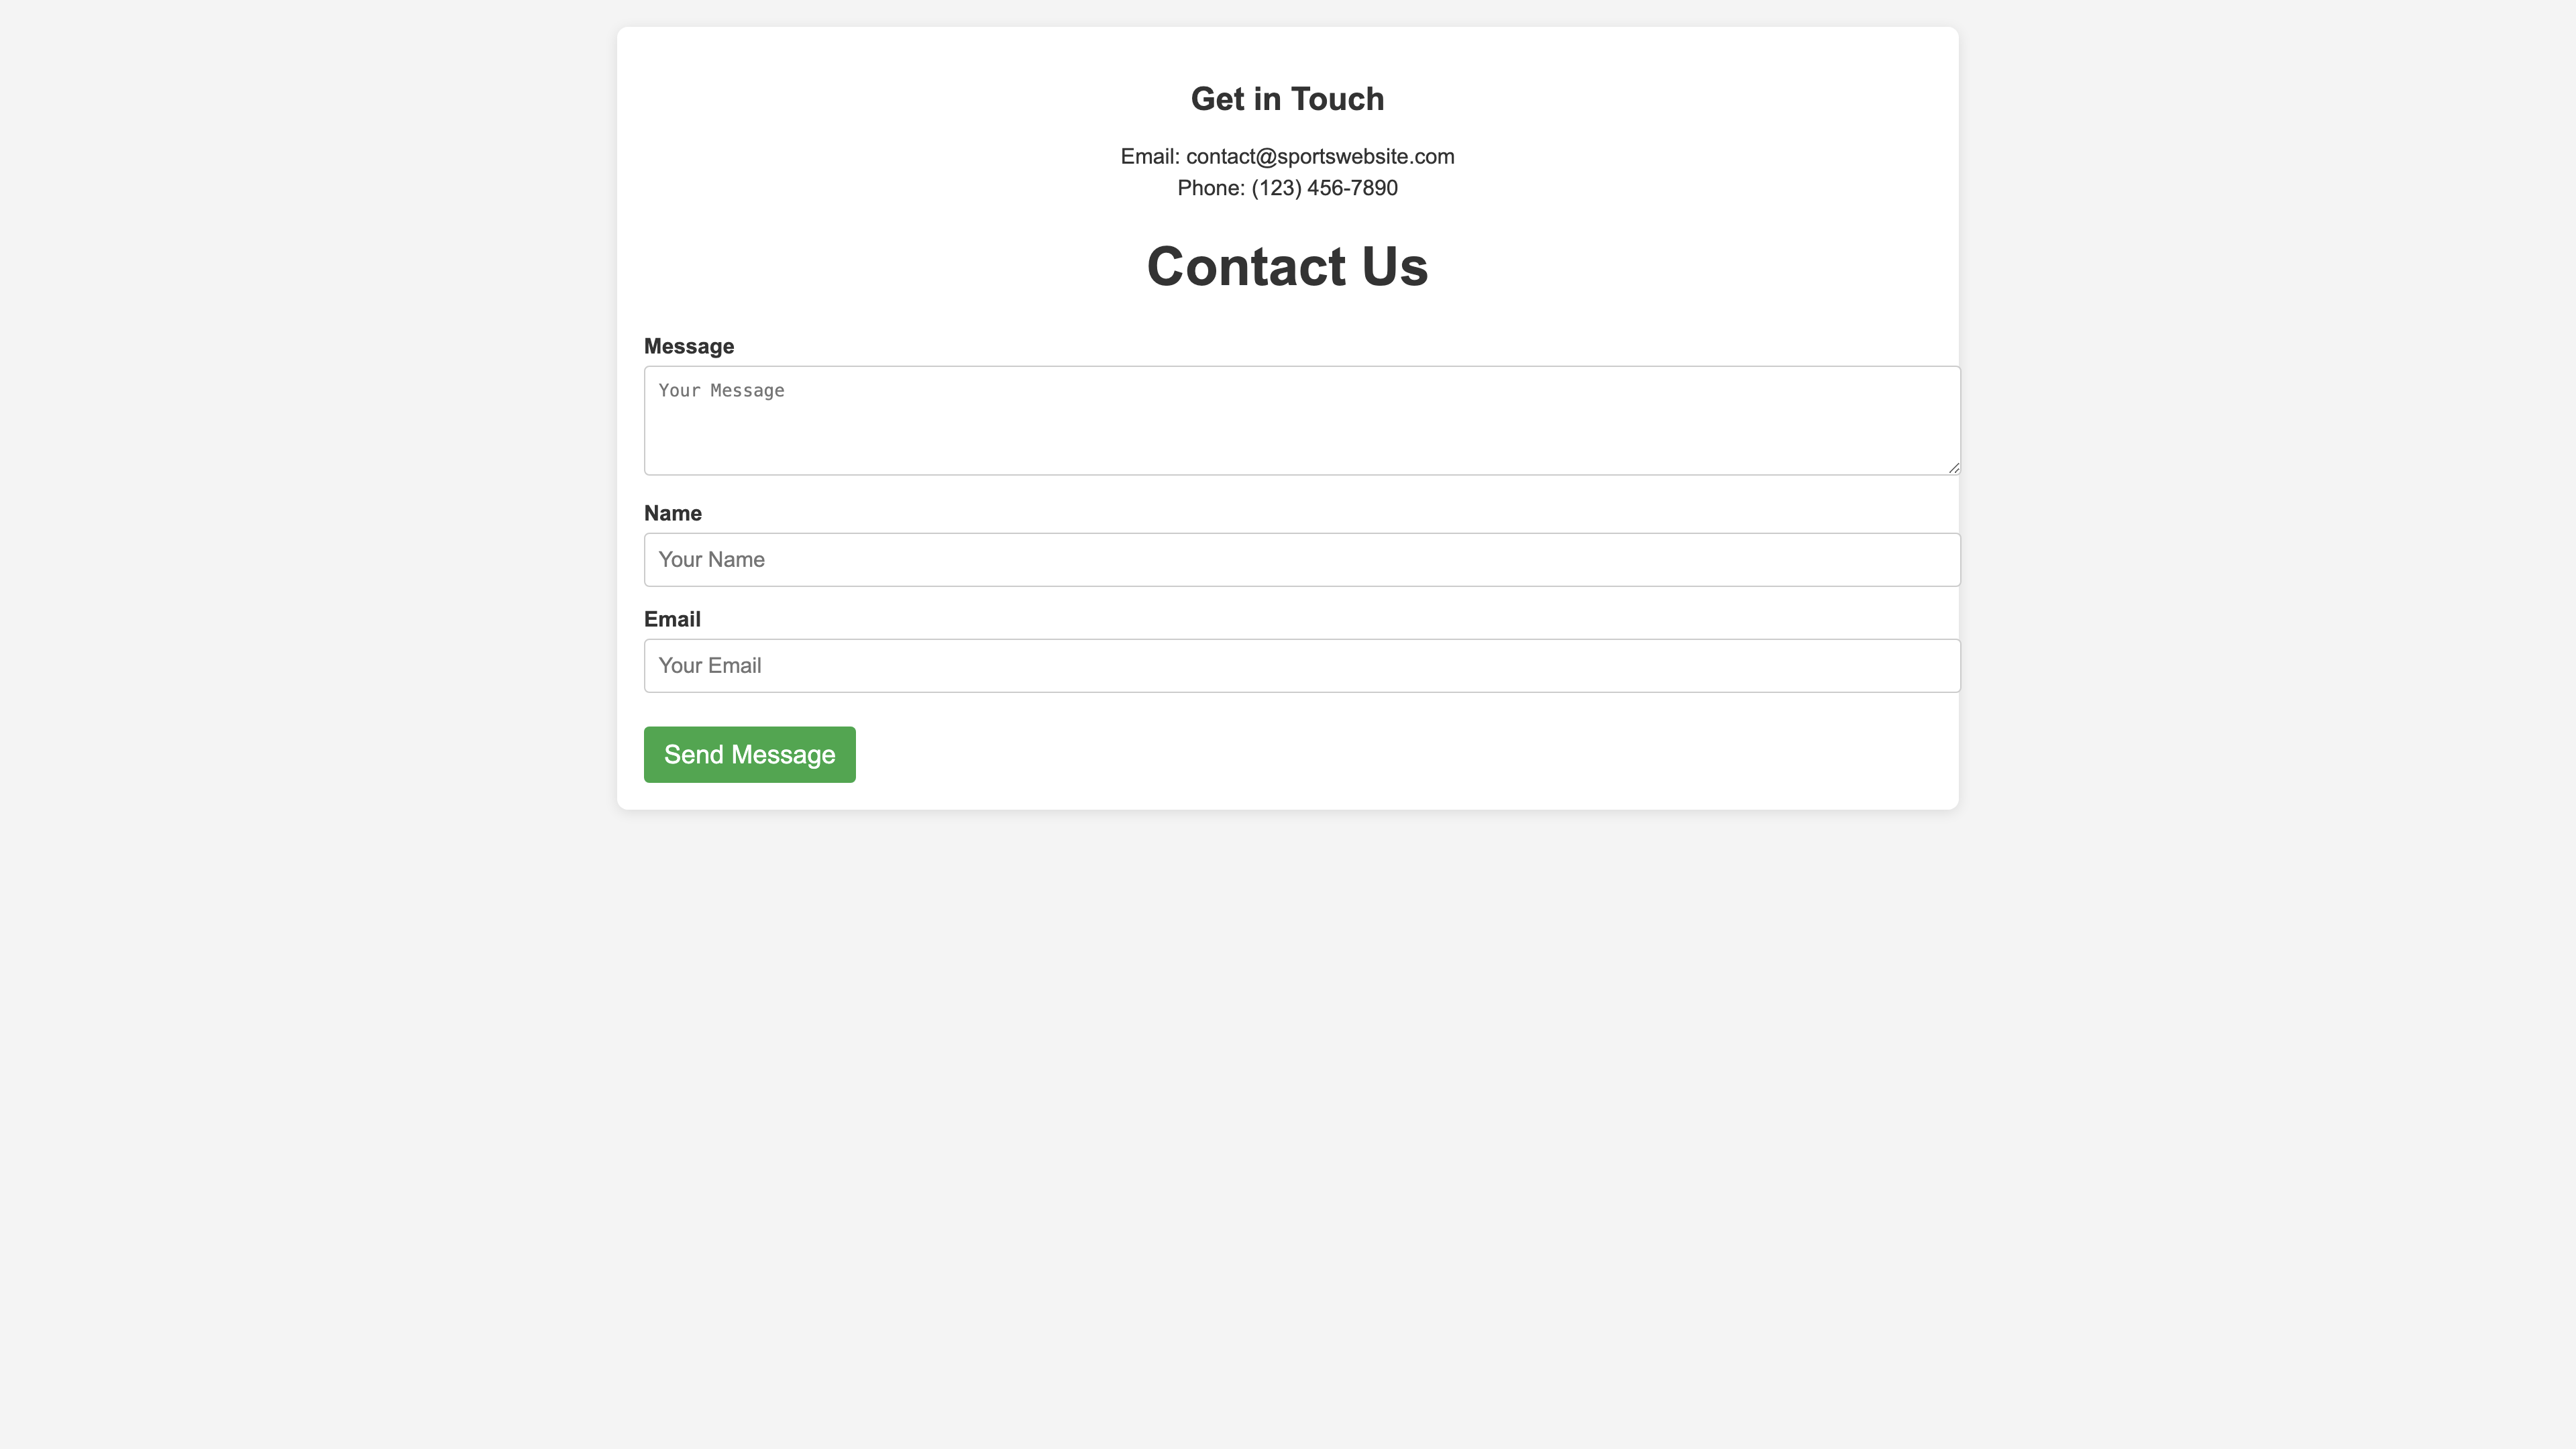 Get in Touch
Email: contact@sportswebsite.com
Phone: (123) 456-7890
Contact Us
Message
Your Message
Name
Your Name
Email
Your Email
Send Message